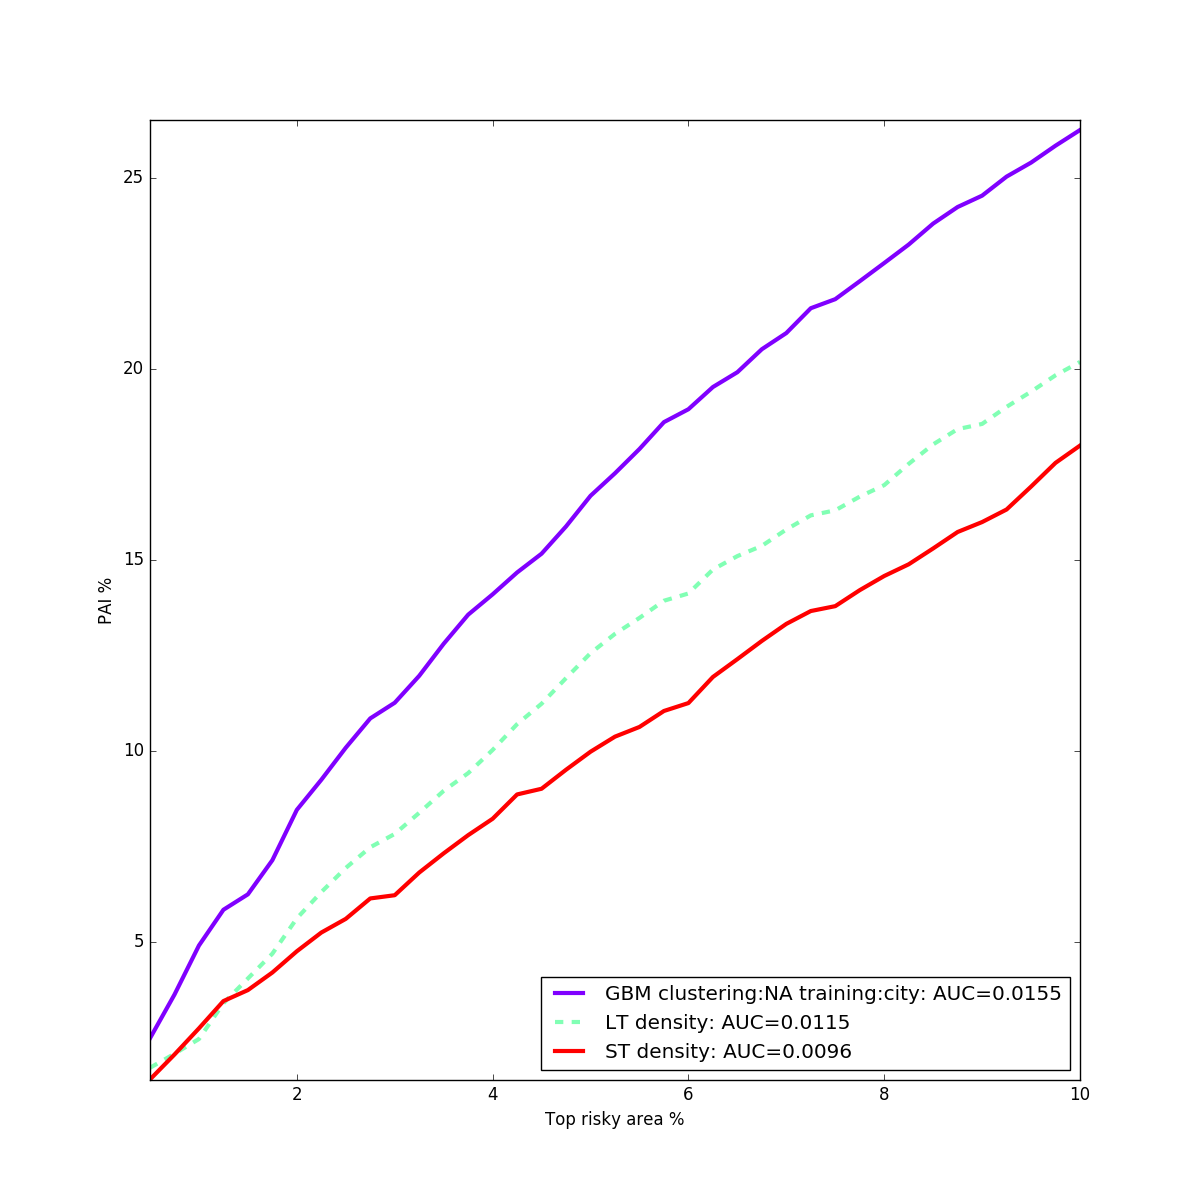 25
20
15
10
5
PAI %
2
4
6
8
10
Top risky area %
GBM clustering:NA training:city: AUC=0.0155
LT density: AUC=0.0115
ST density: AUC=0.0096